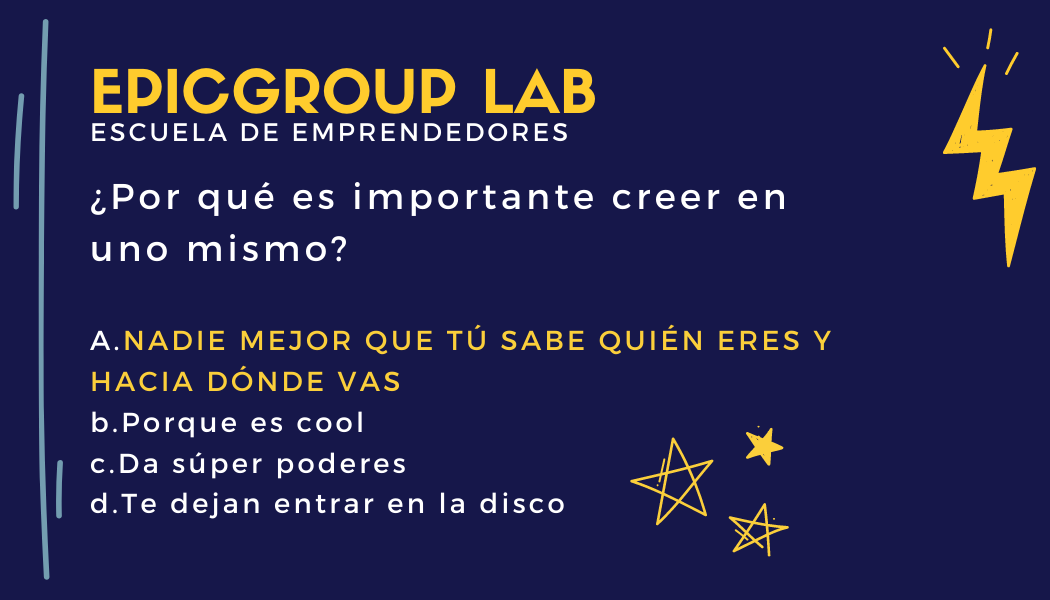 EPICGROUP LAB
ESCUELA DE EMPRENDEDORES
¿Por qué es importante creer en
uno mismo?
A.NADIE MEJOR QUE TÚ SABE QUIÉN ERES Y
HACIA DÓNDE VAS
b.Porque es cool
c.Da súper poderes
d.Te dejan entrar en la disco